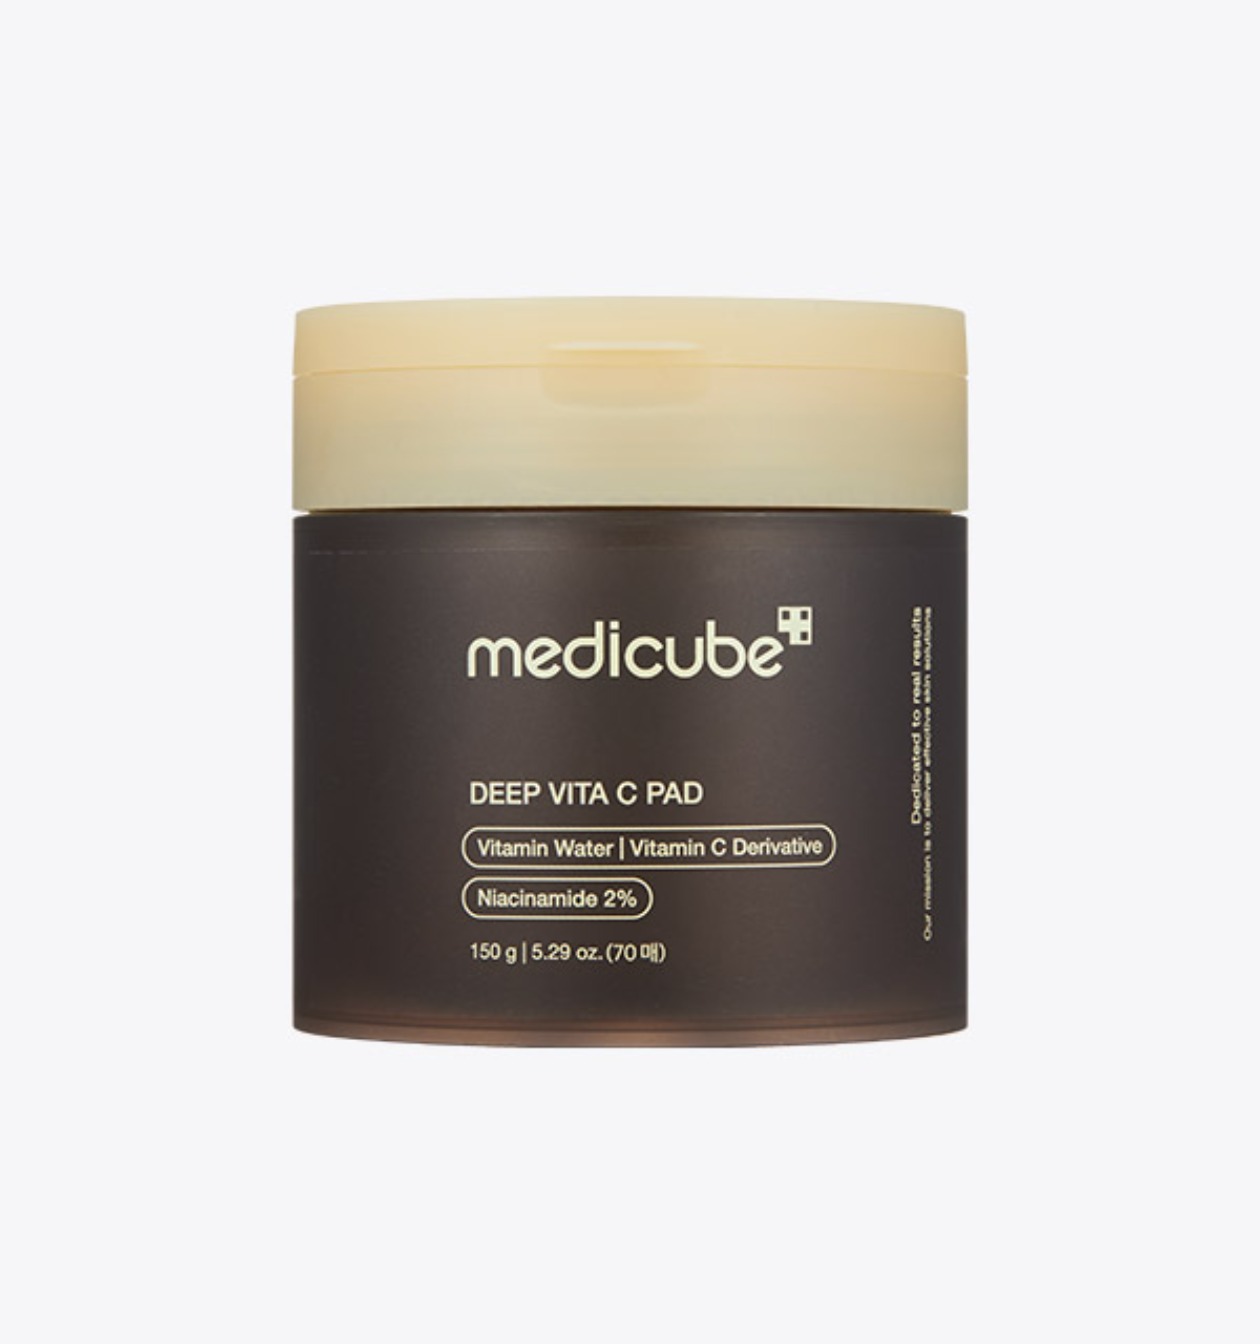 medicube
DEEP VITA C PAD
Vitamin Water | Vitamin C Derivative
Niacinamide 2%
150 g | 5.29 oz. (70 매)
Dedicated to real results
Our mission is to deliver effective skin solutions